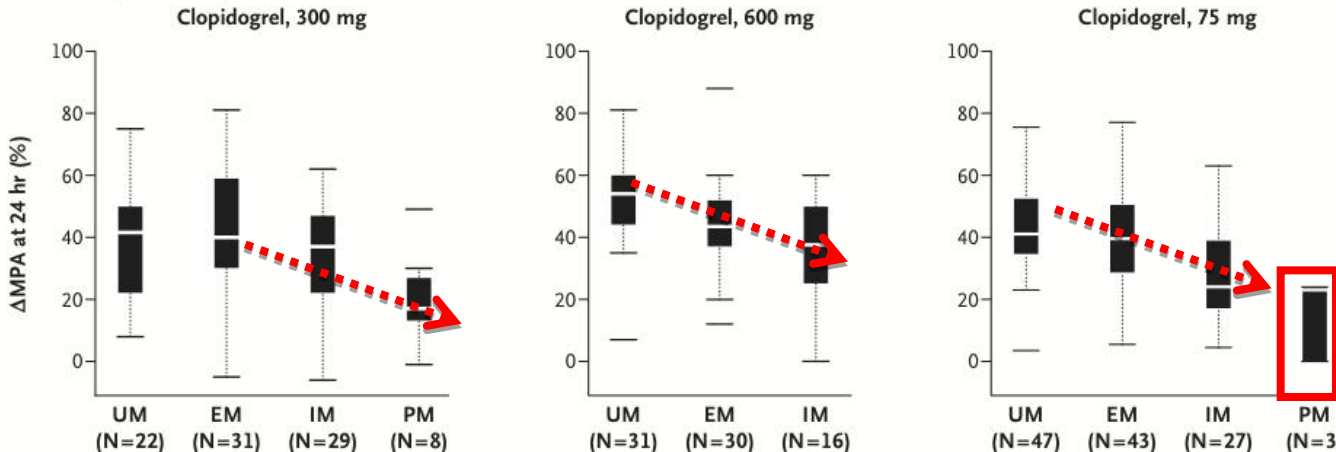 Clopidogrel, 300 mg
Clopidogrel, 600 mg
Clopidogrel, 75 mg
ΔMPA at 24 hr (%)
100
80
60
40
20
0
UM EM IM PM
(N=22) (N=31) (N=29) (N=8)
100
80
60
40
20
0
UM EM IM
(N=31) (N=30) (N=16)
100
80
60
40
20
0
UM EM IM PM
(N=47) (N=43) (N=27) (N=3